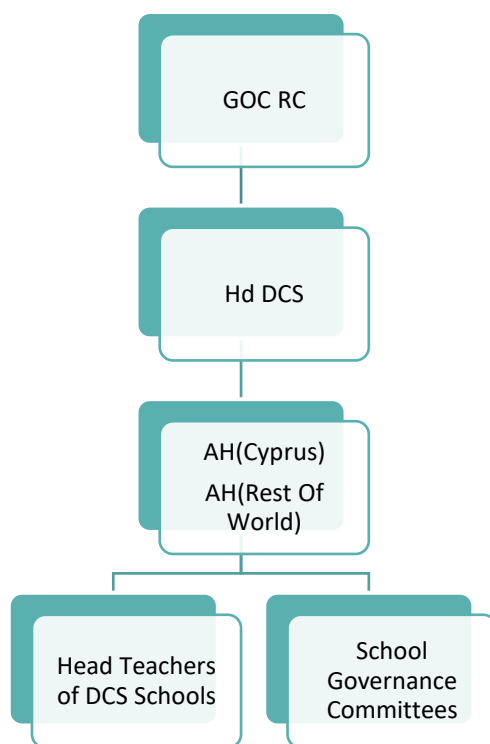 GOC RC
Hd DCS
AH(Cyprus)
AH(Rest Of
World)
Head Teachers
of DCS Schools
School
Governance
Committees